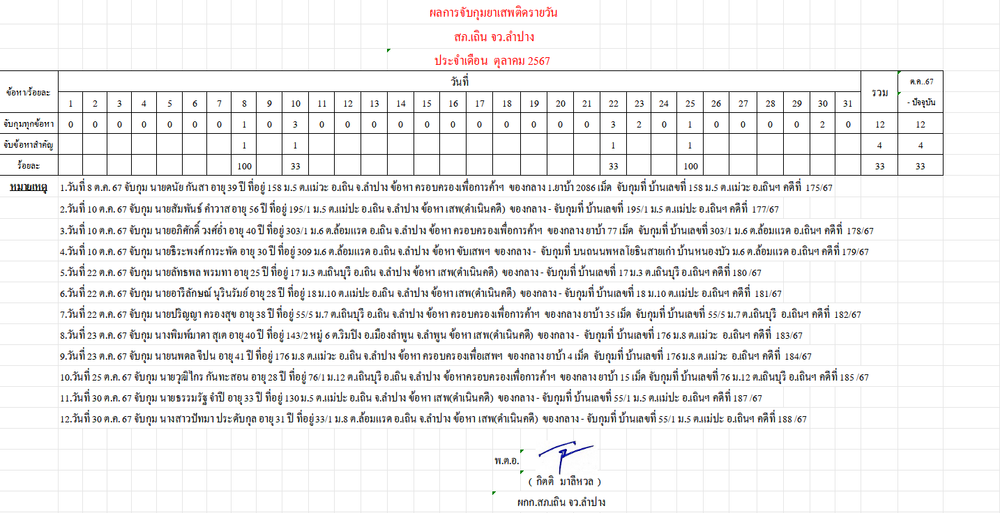 ผลการจับกุมยาเสพติดรายวัน
สภ.เถิน จว.ลำปาง
ประจำเดือน ตุลาคม 2567
ข้อหา/ร้อยละ วันที่ รวม ต.ค..67 - ปัจจุบัน
1 2 3 4 5 6 7 8 9 10 11 12 13 14 15 16 17 18 19 20 21 22 23 24 25 26 27 28 29 30 31
จับกุมทุกข้อหา 0 0 0 0 0 0 0 1 0 3 0 0 0 0 0 0 0 0 0 0 0 3 2 0 1 0 0 0 0 2 0 12 12
จับข้อหาสำคัญ 1 1 1 1 4 4
ร้อยละ 100 33 33 100 33 33
หมายเหตุ 1.วันที่ 8 ต.ค. 67 จับกุม นายดนัย กันสา อายุ 39 ปี ที่อยู่ 158 ม.5 ต.แม่วะ อ.เถิน จ.ลำปาง ข้อหา ครอบครองเพื่อการค้าฯ ของกลาง 1.ยาบ้า 2086 เม็ด จับกุมที่ บ้านเลขที่ 158 ม.5 ต.แม่วะ อ.เถินฯ คดีที่ 175/67
2.วันที่ 10 ต.ค. 67 จับกุม นายสัมพันธ์ คำวาส อายุ 56 ปี ที่อยู่ 195/1 ม.5 ต.แม่ปะ อ.เถิน จ.ลำปาง ข้อหา เสพ(ดำเนินคดี) ของกลาง - จับกุมที่ บ้านเลขที่ 195/1 ม.5 ต.แม่ปะ อ.เถินฯ คดีที่ 177/67
3.วันที่ 10 ต.ค. 67 จับกุม นายอภิศักดิ์ วงศ์อ่ำ อายุ 40 ปี ที่อยู่ 303/1 ม.6 ต.ล้อมแรด อ.เถิน จ.ลำปาง ข้อหา ครอบครองเพื่อการค้าฯ ของกลาง ยาบ้า 77 เม็ด จับกุมที่ บ้านเลขที่ 303/1 ม.6 ต.ล้อมแรด อ.เถินฯ คดีที่ 178/67
4.วันที่ 10 ต.ค. 67 จับกุม นายธีระพงค์ การะพัด อายุ 30 ปี ที่อยู่ 309 ม.6 ต.ล้อมแรด อ.เถิน จ.ลำปาง ข้อหา ขับเสพฯ ของกลาง - จับกุมที่ บนถนนพหลโยธินสายเก่า บ้านหนองบัว ม.6 ต.ล้อมแรด อ.เถินฯ คดีที่ 179/67
5.วันที่ 22 ต.ค. 67 จับกุม นายลัทธพล พรมทา อายุ 25 ปี ที่อยู่ 17 ม.3 ต.เถินบุรี อ.เถิน จ.ลำปาง ข้อหา เสพ(ดำเนินคดี) ของกลาง - จับกุมที่ บ้านเลขที่ 17 ม.3 ต.เถินบุรี อ.เถินฯ คดีที่ 180 /67
6.วันที่ 22 ต.ค. 67 จับกุม นายอารีลักษณ์ นุรินรัมย์ อายุ 28 ปี ที่อยู่ 18 ม.10 ต.แม่ปะ อ.เถิน จ.ลำปาง ข้อหา เสพ(ดำเนินคดี) ของกลาง - จับกุมที่ บ้านเลขที่ 18 ม.10 ต.แม่ปะ อ.เถินฯ คดีที่ 181/67
7.วันที่ 22 ต.ค. 67 จับกุม นายปริญญา ครองสุข อายุ 38 ปี ที่อยู่ 55/5 ม.7 ต.เถินบุรี อ.เถิน จ.ลำปาง ข้อหา ครอบครองเพื่อการค้าฯ ของกลาง ยาบ้า 35 เม็ด จับกุมที่ บ้านเลขที่ 55/5 ม.7 ต.เถินบุรี อ.เถินฯ คดีที่ 182/67
8.วันที่ 23 ต.ค. 67 จับกุม นางพิมพ์มาดา สุเต อายุ 40 ปี ที่อยู่ 143/2 หมู่ 6 ต.ริมปิง อ.เมืองลำพูน จ.ลำพูน ข้อหา เสพ(ดำเนินคดี) ของกลาง - จับกุมที่ บ้านเลขที่ 176 ม.8 ต.แม่วะ อ.เถินฯ คดีที่ 183/67
9.วันที่ 23 ต.ค. 67 จับกุม นายนพดล จีปน อายุ 41 ปี ที่อยู่ 176 ม.8 ต.แม่วะ อ.เถิน จ.ลำปาง ข้อหา ครอบครองเพื่อเสพฯ ของกลาง ยาบ้า 4 เม็ด จับกุมที่ บ้านเลขที่ 176 ม.8 ต.แม่วะ อ.เถินฯ คดีที่ 184/67
10.วันที่ 25 ต.ค. 67 จับกุม นายวุฒิไกร กันทะสอน อายุ 28 ปี ที่อยู่ 76/1 ม.12 ต.เถินบุรี อ.เถิน จ.ลำปาง ข้อหาครอบครองเพื่อการค้าฯ ของกลาง ยาบ้า 15 เม็ด จับกุมที่ บ้านเลขที่ 76 ม.12 ต.เถินบุรี อ.เถินฯ คดีที่ 185 /67
11.วันที่ 30 ต.ค. 67 จับกุม นายธรรมรัฐ จำปี อายุ 33 ปี ที่อยู่ 130 ม.5 ต.แม่ปะ อ.เถิน จ.ลำปาง ข้อหา เสพ(ดำเนินคดี) ของกลาง - จับกุมที่ บ้านเลขที่ 55/1 ม.5 ต.แม่ปะ อ.เถินฯ คดีที่ 187 /67
12.วันที่ 30 ต.ค. 67 จับกุม นางสาวปัทมา ประดับกุล อายุ 31 ปี ที่อยู่ 33/1 ม.8 ต.ล้อมแรด อ.เถิน จ.ลำปาง ข้อหา เสพ(ดำเนินคดี) ของกลาง - จับกุมที่ บ้านเลขที่ 55/1 ม.5 ต.แม่ปะ อ.เถินฯ คดีที่ 188 /67
พ.ต.อ.
( กิตติ มาลีหวล )
ผกก.สภ.เถิน จว.ลำปาง